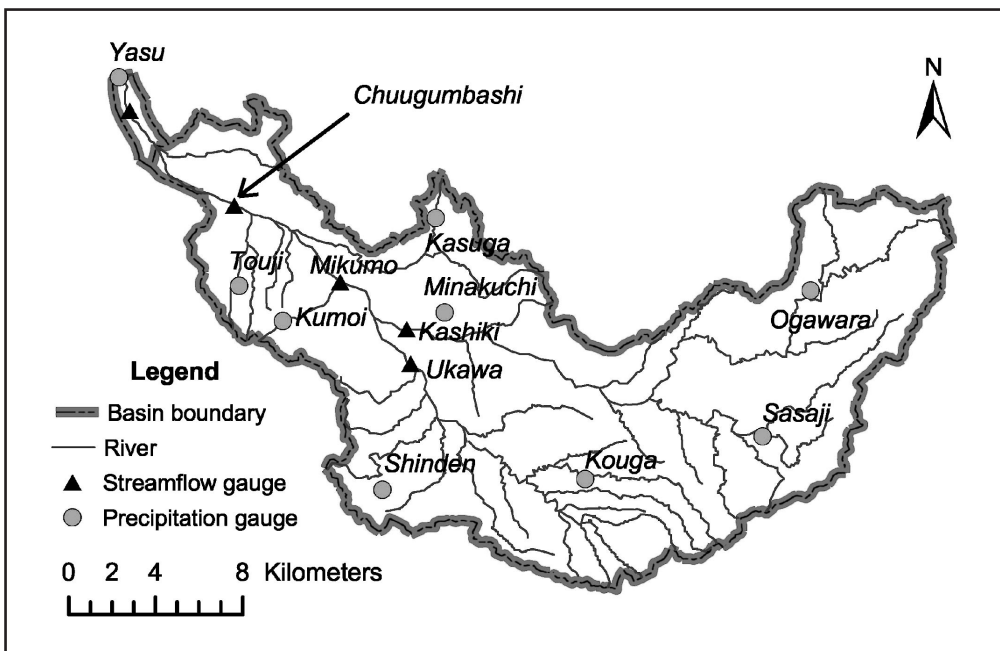 Yasu
Chuugumbashi
N
Kasuga
Touji
Mikumo
Minakuchi
Kumoi
Kashiki
Ogawara
Ukawa
Legend
Basin boundary
River
Streamflow gauge
Precipitation gauge
Sasaji
Shinden
Kouga
0 2 4 8 Kilometers